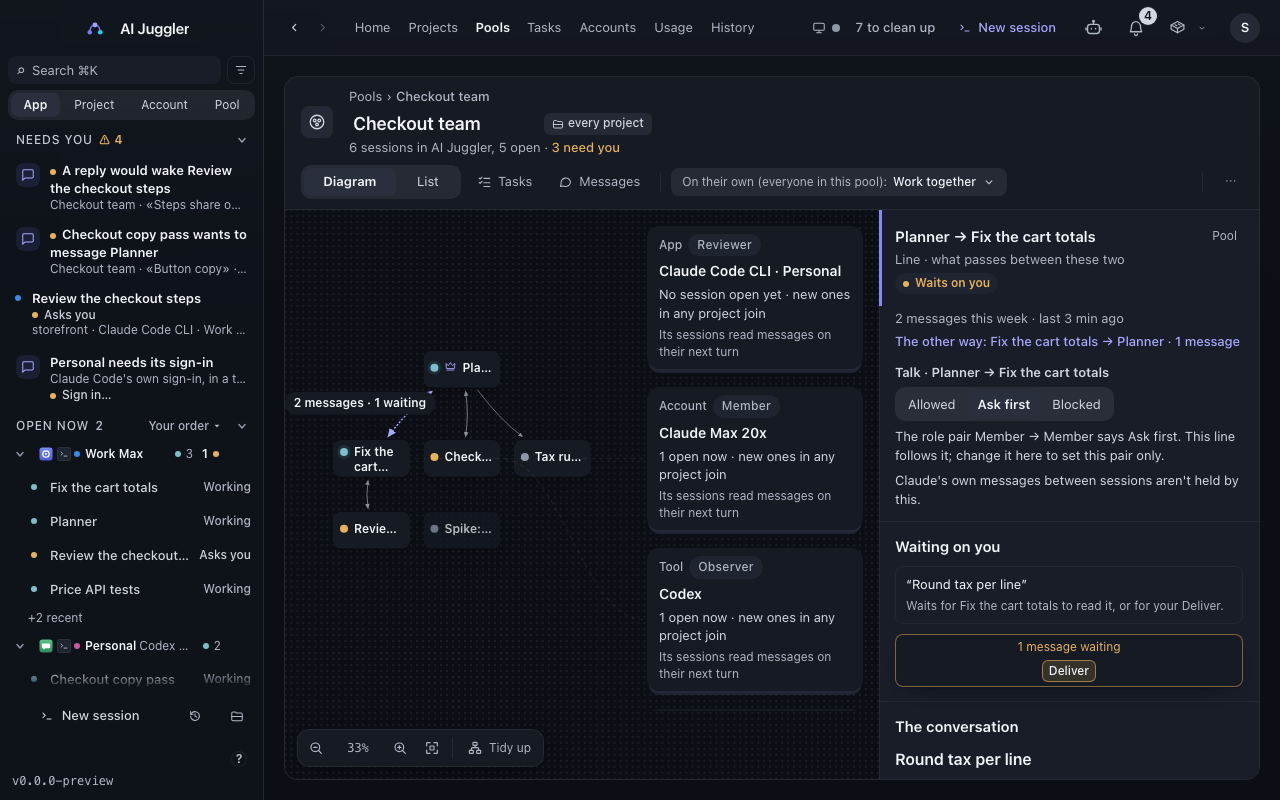 AI Juggler
Search ⌘K
App
Project
Account
Pool
NEEDS YOU
4
A reply would wake Review the checkout steps
Checkout team · «Steps share o...
Checkout copy pass wants to message Planner
Checkout team · «Button copy» ·...
Review the checkout steps
Asks you
storefront · Claude Code CLI · Work ...
Personal needs its sign-in
Claude Code's own sign-in, in a t...
Sign in...
OPEN NOW 2
Your order
Work Max
3
1
Fix the cart totals
Working
Planner
Working
Review the checkout...
Asks you
Price API tests
Working
+2 recent
Personal Codex ...
2
Checkout copy pass
Working
New session
?
v0.0.0-preview
Home
Projects
Pools
Tasks
Accounts
Usage
History
7 to clean up
New session
4
S
Pools › Checkout team
Checkout team
every project
6 sessions in AI Juggler, 5 open · 3 need you
Diagram
List
Tasks
Messages
On their own (everyone in this pool): Work together
...
Pla...
2 messages · 1 waiting
Fix the cart...
Check...
Tax ru...
Revie...
Spike:...
App
Reviewer
Claude Code CLI · Personal
No session open yet · new ones in any project join
Its sessions read messages on their next turn
Account
Member
Claude Max 20x
1 open now · new ones in any project join
Its sessions read messages on their next turn
Tool
Observer
Codex
1 open now · new ones in any project join
Its sessions read messages on their next turn
33%
Tidy up
Planner → Fix the cart totals
Pool
Line · what passes between these two
Waits on you
2 messages this week · last 3 min ago
The other way: Fix the cart totals → Planner · 1 message
Talk · Planner → Fix the cart totals
Allowed
Ask first
Blocked
The role pair Member → Member says Ask first. This line follows it; change it here to set this pair only.
Claude's own messages between sessions aren't held by this.
Waiting on you
“Round tax per line”
Waits for Fix the cart totals to read it, or for your Deliver.
1 message waiting
Deliver
The conversation
Round tax per line